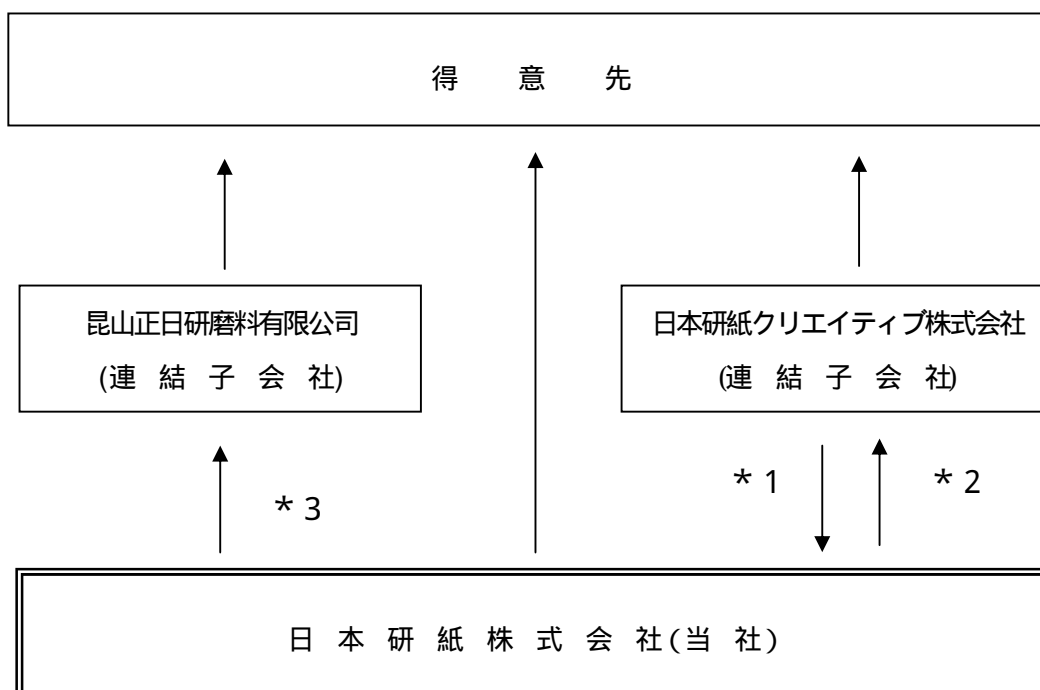 得 意 先
昆山正日研磨料有限公司
(連 結 子 会 社)
日本研紙クリエイティブ株式会社
(連 結 子 会 社)
*3
*1
*2
日 本 研 紙 株 式 会 社(当 社)